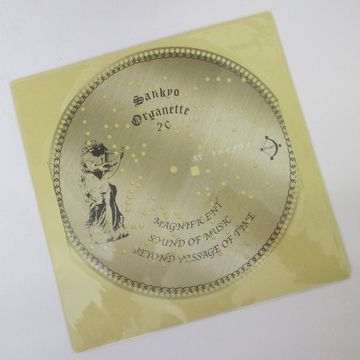 Sankyo
Organette
20
MAGNIFICENT
SOUND OF MUSIC
BEYOND PASSAGE OF TIME